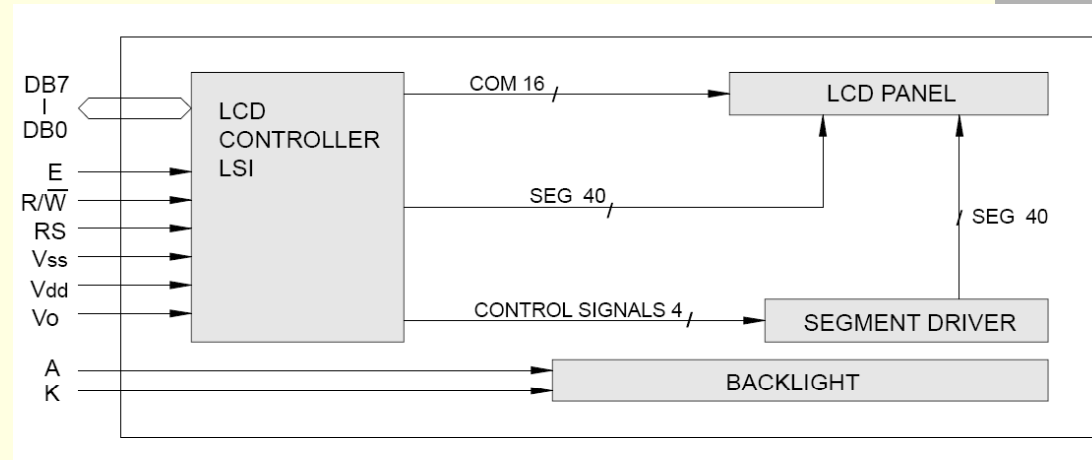 DB7
I
DB0
E
R/W̅
RS
Vss
Vdd
Vo
A
K
LCD
CONTROLLER
LSI
COM 16
LCD PANEL
SEG 40
SEG 40
CONTROL SIGNALS 4
SEGMENT DRIVER
BACKLIGHT